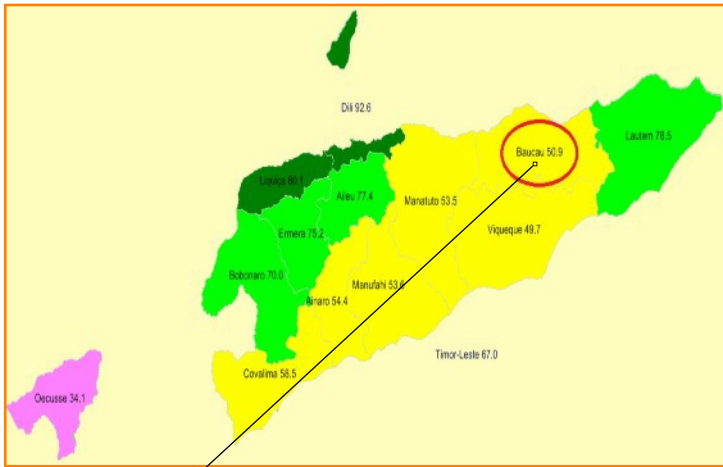 Dili 92.6
Lautem 78.5
Baucau 50.9
Liquiça 80.1
Aileu 77.4
Manatuto 53.5
Ermera 75.2
Viqueque 49.7
Bobonaro 70.0
Manufahi 53.6
Ainaro 54.4
Timor-Leste 67.0
Covalima 58.5
Oecusse 34.1